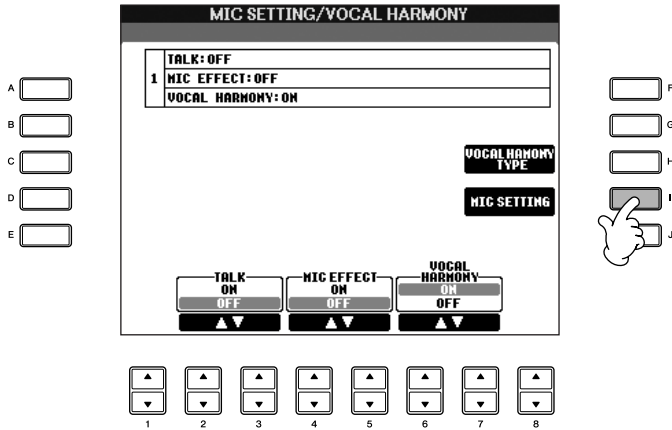 MIC SETTING/VOCAL HARMONY
TALK:OFF
1 MIC EFFECT:OFF
VOCAL HARMONY:ON
A
B
C
D
E
F
G
H
I
J
VOCAL HAMONY
TYPE
MIC SETTING
TALK
ON
OFF
MIC EFFECT
ON
OFF
VOCAL
HARMONY
ON
OFF
1 2 3 4 5 6 7 8